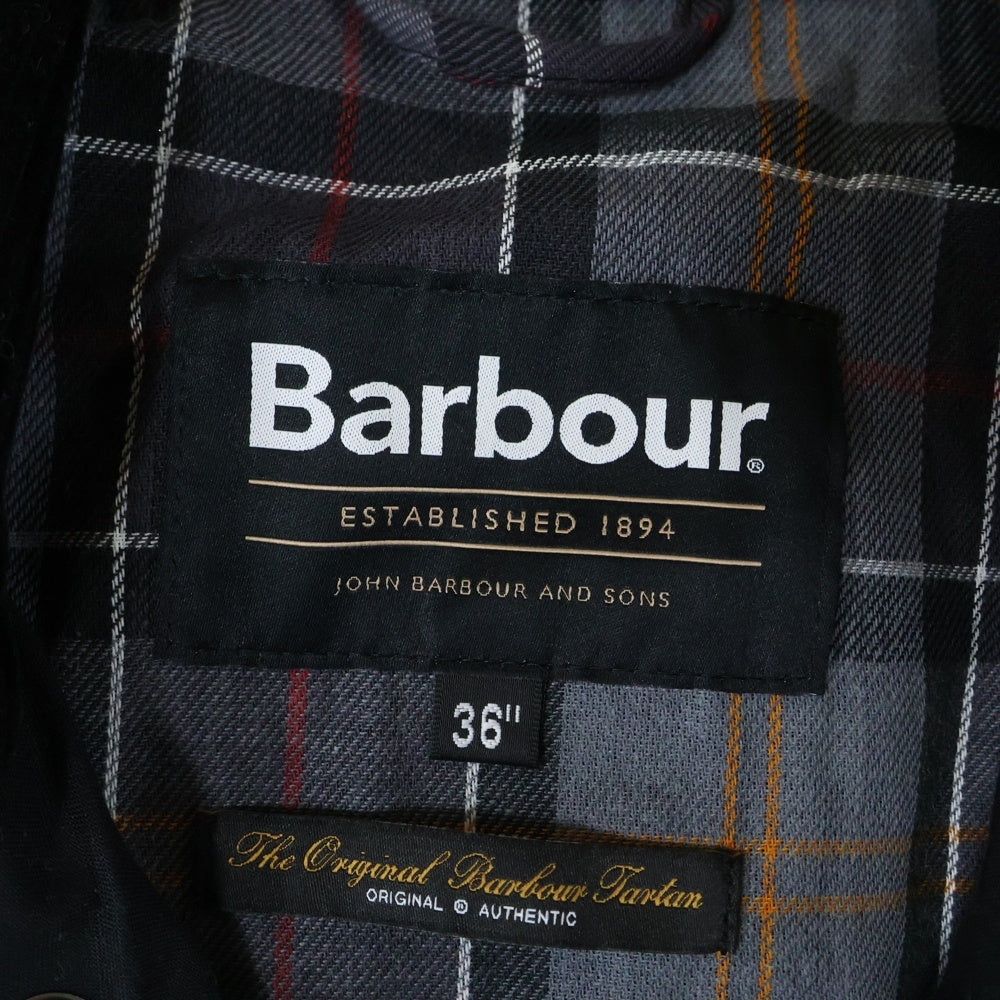 Barbour®
ESTABLISHED 1894
JOHN BARBOUR AND SONS
36"
The Original Barbour Tartan
ORIGINAL ® AUTHENTIC